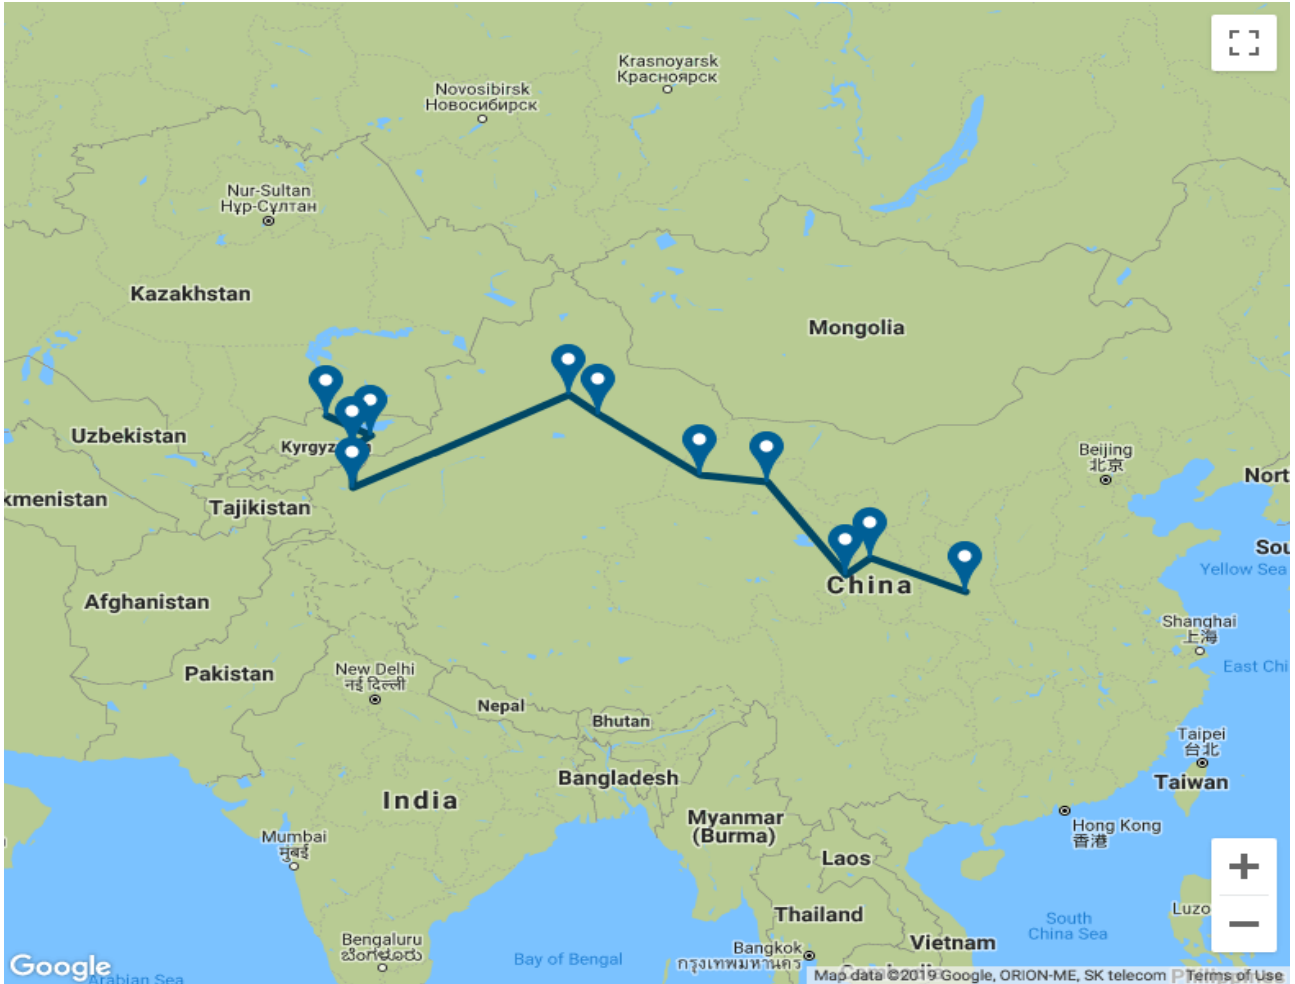 Krasnoyarsk
Красноярск
Novosibirsk
Новосибирск
Nur-Sultan
Нұр-Сұлтан
Kazakhstan
Mongolia
Uzbekistan
Kyrgyz
Beijing
北京
kmenistan
Nort
Tajikistan
Sou
Yellow Sea
China
Afghanistan
Shanghai
上海
East Chi
New Delhi
नई दिल्ली
Pakistan
Nepal
Bhutan
Taipei
台北
Bangladesh
Taiwan
India
Myanmar
(Burma)
Hong Kong
香港
Mumbai
मुंबई
Laos
Luzo
Thailand
South
China Sea
Vietnam
Bengaluru
ಬೆಂಗಳೂರು
Bangkok
กรุงเทพมหานคร
Bay of Bengal
Google
Arabian Sea
Map data ©2019 Google, ORION-ME, SK telecom
Terms of Use